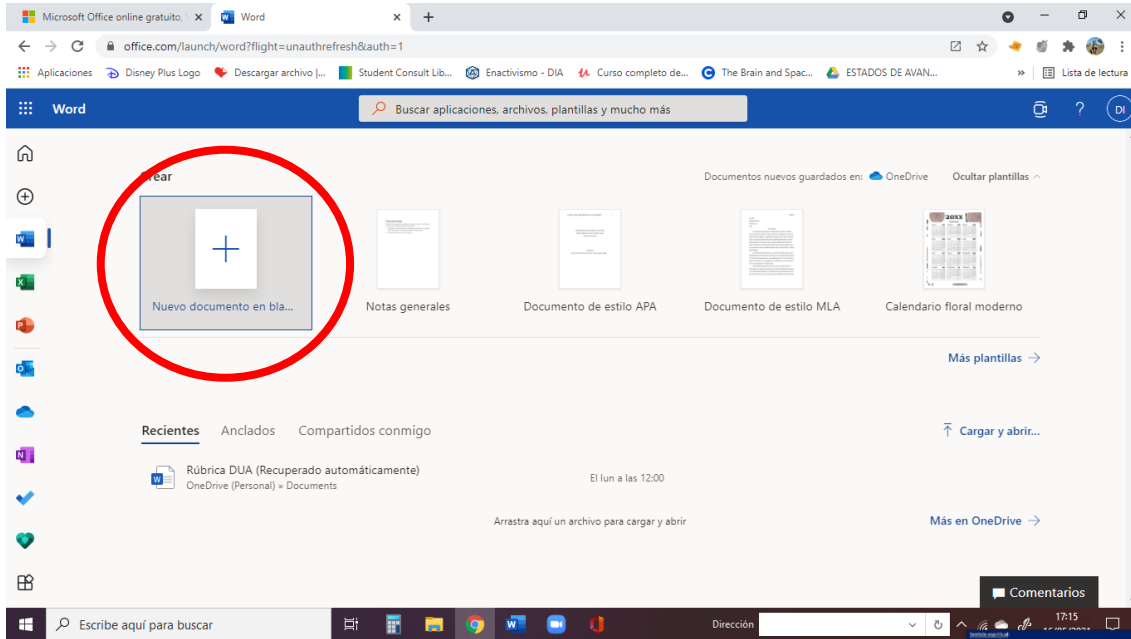 Microsoft Office online gratuito,
Word
office.com/launch/word?flight=unauthrefresh&auth=1
Aplicaciones
Disney Plus Logo
Descargar archivo |...
Student Consult Lib...
Enactivismo - DIA
Curso completo de...
The Brain and Spac...
ESTADOS DE AVAN...
»
Lista de lectura
Word
Buscar aplicaciones, archivos, plantillas y mucho más
?
DI
Crear
Documentos nuevos guardados en: OneDrive
Ocultar plantillas
Nuevo documento en bla...
Notas generales
Documento de estilo APA
Documento de estilo MLA
20XX
Calendario floral moderno
Más plantillas →
Recientes
Anclados
Compartidos conmigo
Cargar y abrir...
Rúbrica DUA (Recuperado automáticamente)
OneDrive (Personal) » Documents
El lun a las 12:00
Arrastra aquí un archivo para cargar y abrir
Más en OneDrive →
Comentarios
Escribe aquí para buscar
Dirección
17:15
16/05/2021